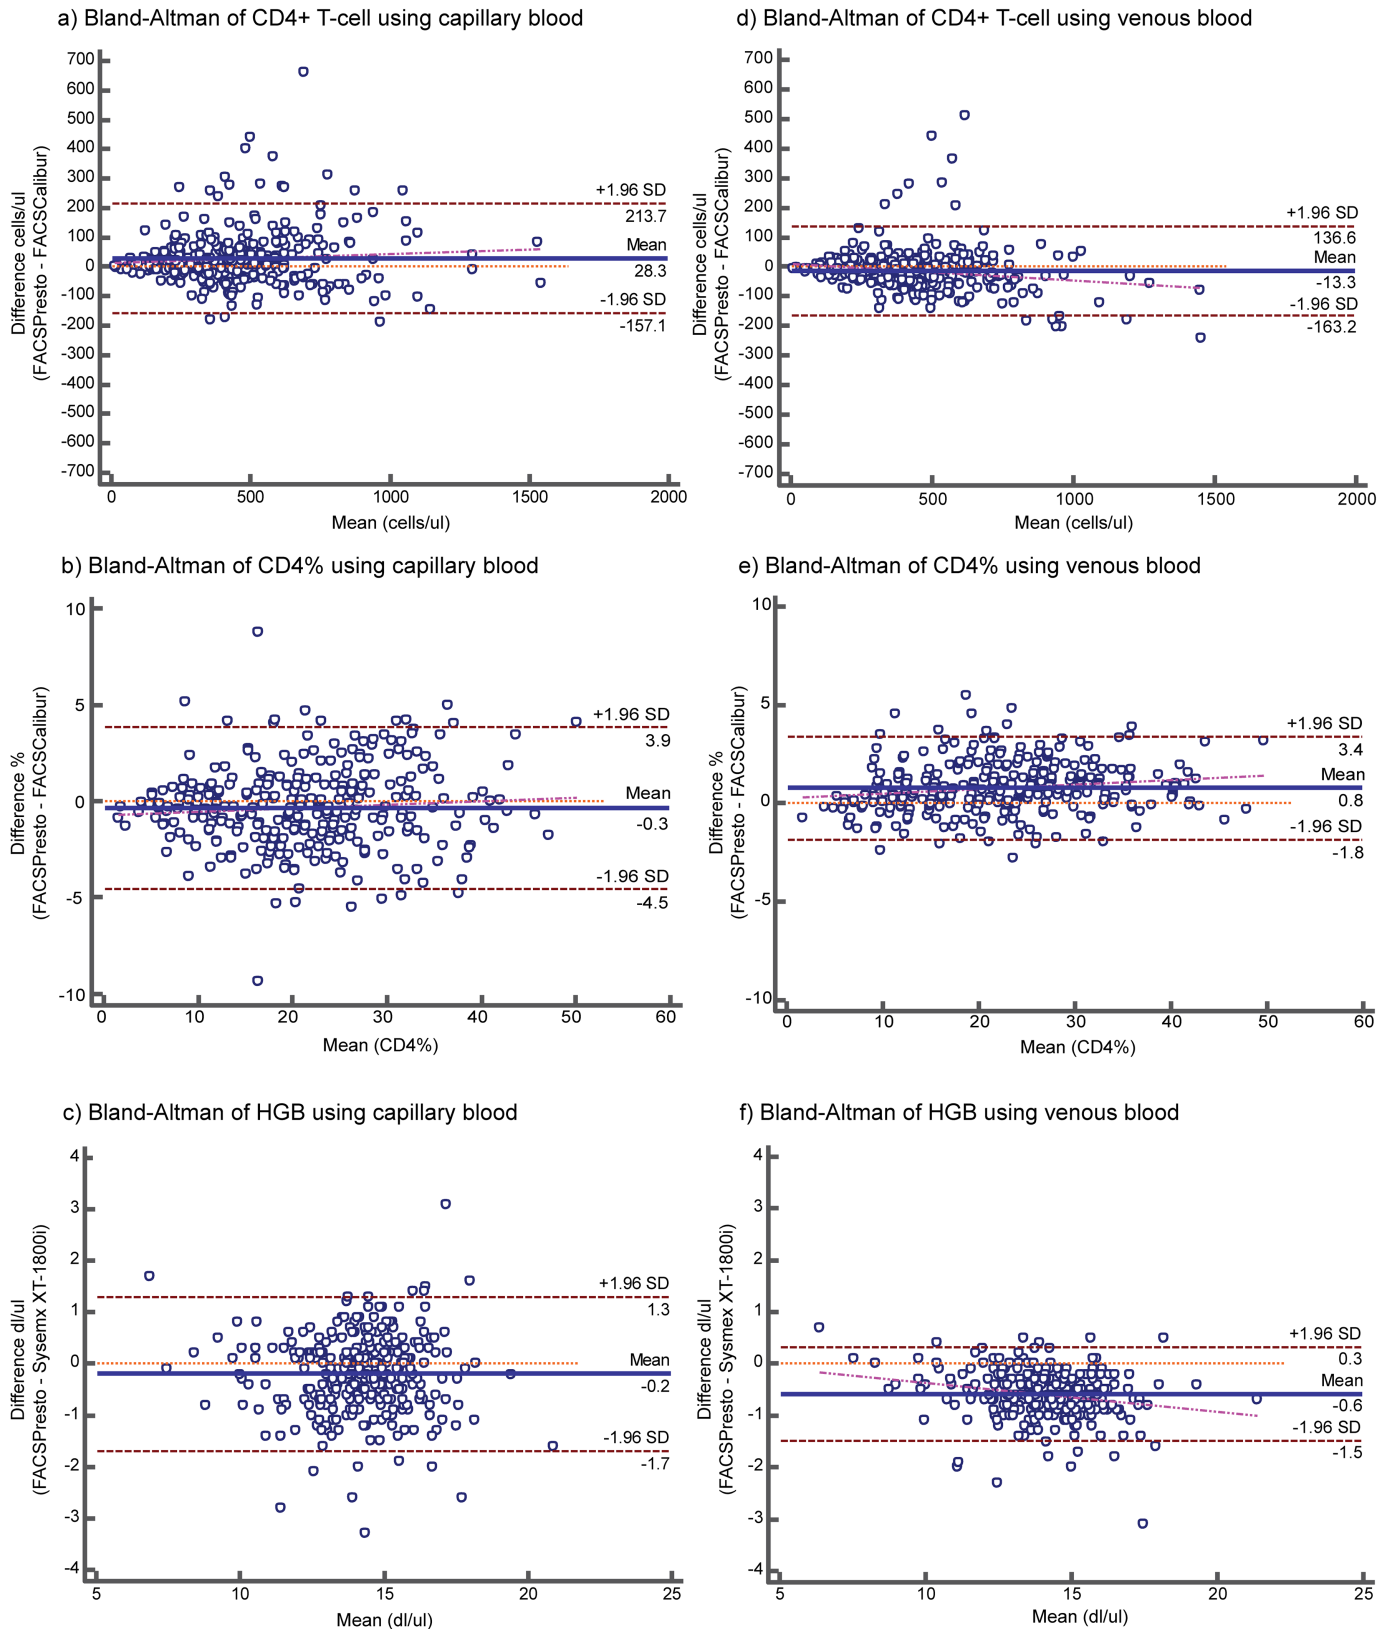 a) Bland-Altman of CD4+ T-cell using capillary blood
Difference cells/ul
(FACSPresto - FACSCalibur)
700
600
500
400
300
200
100
0
-100
-200
-300
-400
-500
-600
-700
+1.96 SD
213.7
Mean
28.3
-1.96 SD
-157.1
0
500
1000
1500
2000
Mean (cells/ul)
d) Bland-Altman of CD4+ T-cell using venous blood
Difference cells/ul
(FACSPresto - FACSCalibur)
700
600
500
400
300
200
100
0
-100
-200
-300
-400
-500
-600
-700
+1.96 SD
136.6
Mean
-13.3
-1.96 SD
-163.2
0
500
1000
1500
2000
Mean (cells/ul)
b) Bland-Altman of CD4% using capillary blood
Difference %
(FACSPresto - FACSCalibur)
10
5
0
-5
-10
+1.96 SD
3.9
Mean
-0.3
-1.96 SD
-4.5
0
10
20
30
40
50
60
Mean (CD4%)
e) Bland-Altman of CD4% using venous blood
Difference %
(FACSPresto - FACSCalibur)
10
5
0
-5
-10
+1.96 SD
3.4
Mean
0.8
-1.96 SD
-1.8
0
10
20
30
40
50
60
Mean (CD4%)
c) Bland-Altman of HGB using capillary blood
Difference dl/ul
(FACSPresto - Sysemx XT-1800i)
4
3
2
1
0
-1
-2
-3
-4
+1.96 SD
1.3
Mean
-0.2
-1.96 SD
-1.7
5
10
15
20
25
Mean (dl/ul)
f) Bland-Altman of HGB using venous blood
Difference dl/ul
(FACSPresto - Sysmex XT-1800i)
4
3
2
1
0
-1
-2
-3
-4
+1.96 SD
0.3
Mean
-0.6
-1.96 SD
-1.5
5
10
15
20
25
Mean (dl/ul)